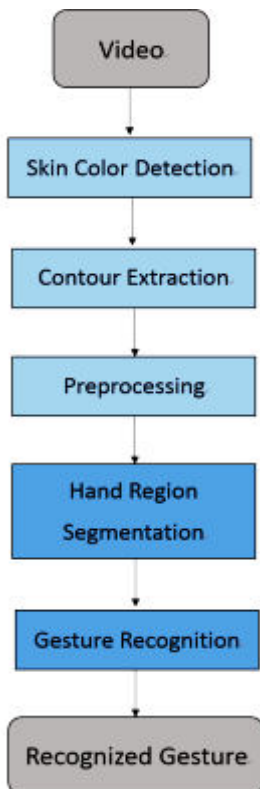 Video
Skin Color Detection
Contour Extraction
Preprocessing
Hand Region
Segmentation
Gesture Recognition
Recognized Gesture